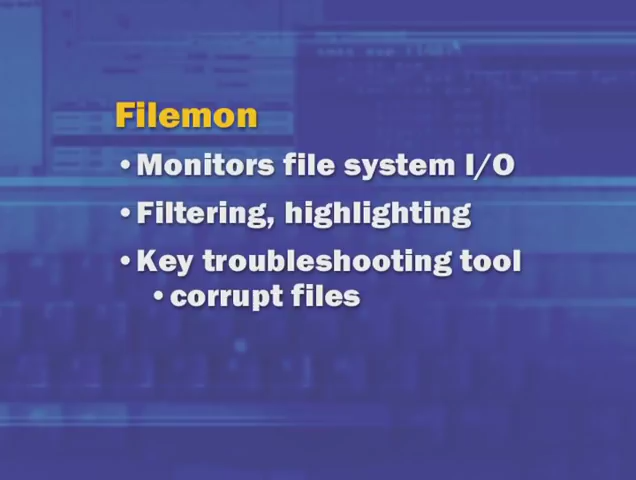 Filemon
•Monitors file system I/O
•Filtering, highlighting
•Key troubleshooting tool
•corrupt files